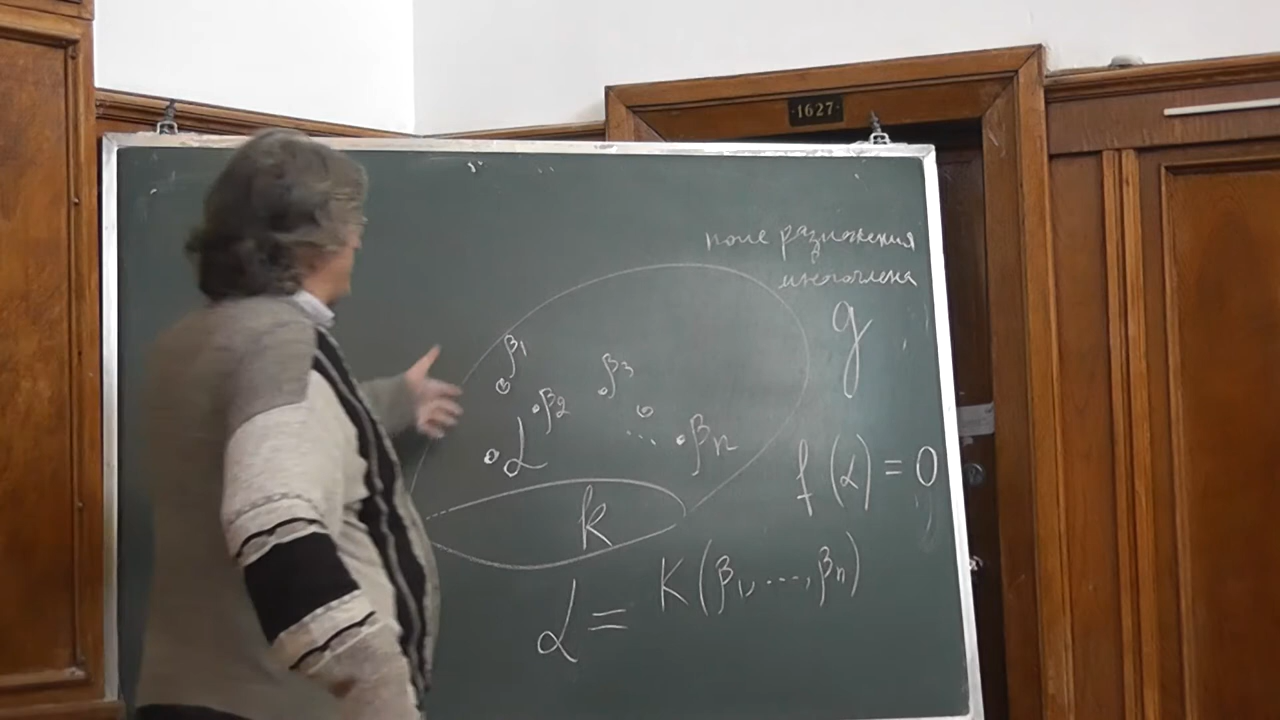 1627
поле разложения
многочлена
g
β₁
β₃
β₂
α
... βₙ
f(α) = 0
k
K(β₁, ..., βₙ)
α =